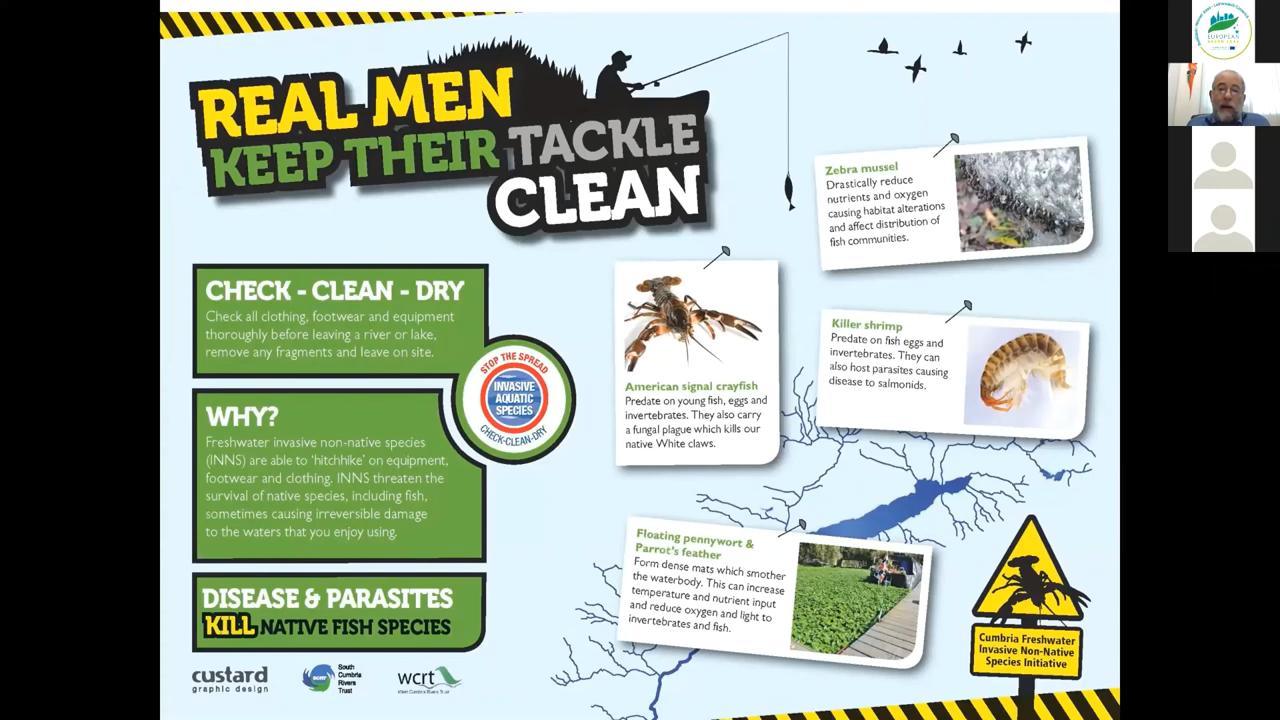 REAL MEN
KEEP THEIR TACKLE
CLEAN
CHECK - CLEAN - DRY
Check all clothing, footwear and equipment
thoroughly before leaving a river or lake,
remove any fragments and leave on site.
WHY?
Freshwater invasive non-native species
(INNS) are able to ‘hitchhike’ on equipment,
footwear and clothing. INNS threaten the
survival of native species, including fish,
sometimes causing irreversible damage
to the waters that you enjoy using.
STOP THE SPREAD
INVASIVE
AQUATIC
SPECIES
CHECK-CLEAN-DRY
DISEASE & PARASITES
KILL NATIVE FISH SPECIES
custard
graphic design
SCRT
South
Cumbria
Rivers
Trust
wcrt
West Cumbria Rivers Trust
Zebra mussel
Drastically reduce
nutrients and oxygen
causing habitat alterations
and affect distribution of
fish communities.
American signal crayfish
Predate on young fish, eggs and
invertebrates. They also carry
a fungal plague which kills our
native White claws.
Killer shrimp
Predate on fish eggs and
invertebrates. They can
also host parasites causing
disease to salmonids.
Floating pennywort &
Parrot's feather
Form dense mats which smother
the waterbody. This can increase
temperature and nutrient input
and reduce oxygen and light to
invertebrates and fish.
Cumbria Freshwater
Invasive Non-Native
Species Initiative
EUROPEAN
GREEN LEAF